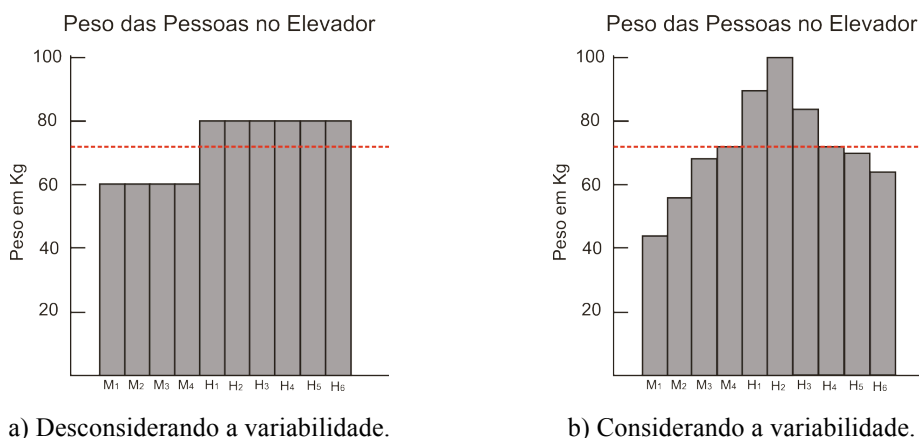 Peso das Pessoas no Elevador
100
80
60
40
20
Peso em Kg
M1 M2 M3 M4 H1 H2 H3 H4 H5 H6
a) Desconsiderando a variabilidade.
Peso das Pessoas no Elevador
100
80
60
40
20
Peso em Kg
M1 M2 M3 M4 H1 H2 H3 H4 H5 H6
b) Considerando a variabilidade.